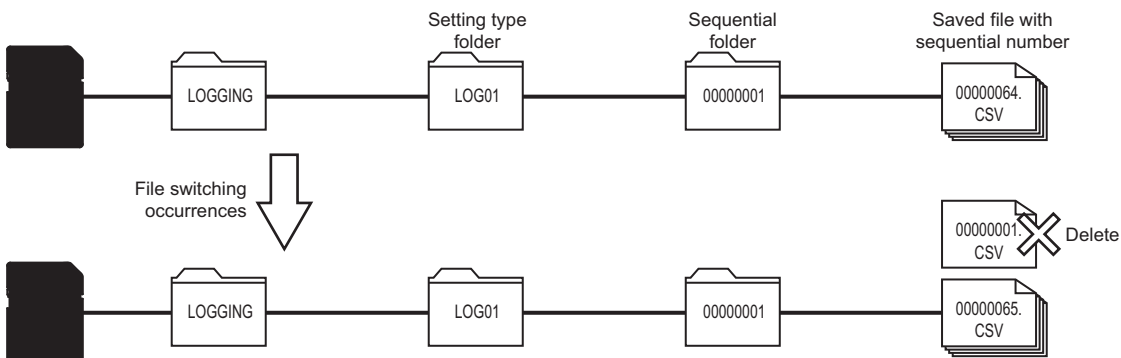 Setting type
folder
Sequential
folder
Saved file with
sequential number
LOGGING
LOG01
00000001
00000064.
CSV
File switching
occurrences
00000001.
CSV
Delete
LOGGING
LOG01
00000001
00000065.
CSV